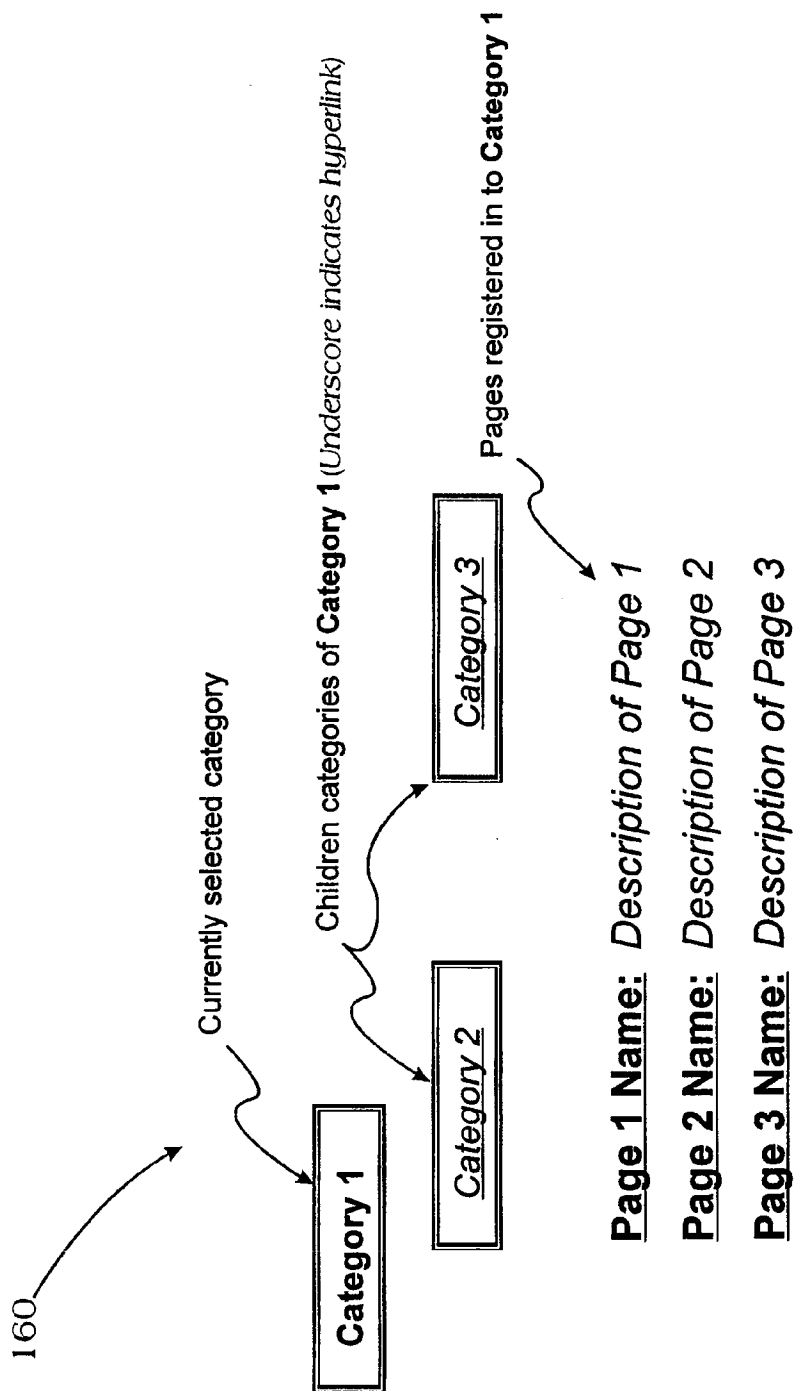 160
Currently selected category
Category 1
Children categories of Category 1 (Underscore indicates hyperlink)
Category 2
Category 3
Pages registered in to Category 1
Page 1 Name: Description of Page 1
Page 2 Name: Description of Page 2
Page 3 Name: Description of Page 3